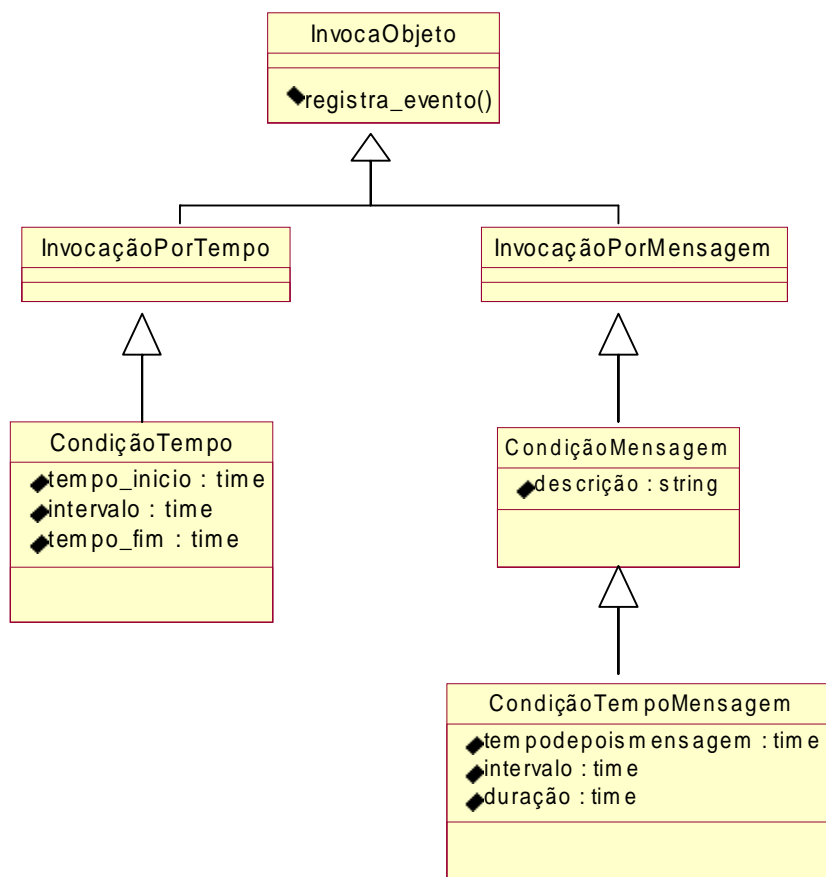 InvocaObjeto
registra_evento()
InvocaçãoPorTempo
InvocaçãoPorMensagem
CondiçãoTempo
tempo_inicio : time
intervalo : time
tempo_fim : time
CondiçãoMensagem
descrição : string
CondiçãoTempoMensagem
tempodepoismensagem : time
intervalo : time
duração : time